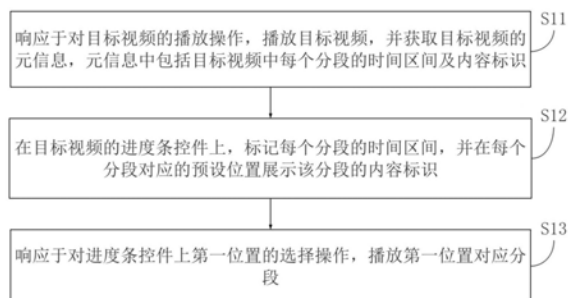 响应于对目标视频的播放操作，播放目标视频，并获取目标视频的
元信息，元信息中包括目标视频中每个分段的时间区间及内容标识
S11
在目标视频的进度条控件上，标记每个分段的时间区间，并在每个
分段对应的预设位置展示该分段的内容标识
S12
响应于对进度条控件上第一位置的选择操作，播放第一位置对应分
段
S13